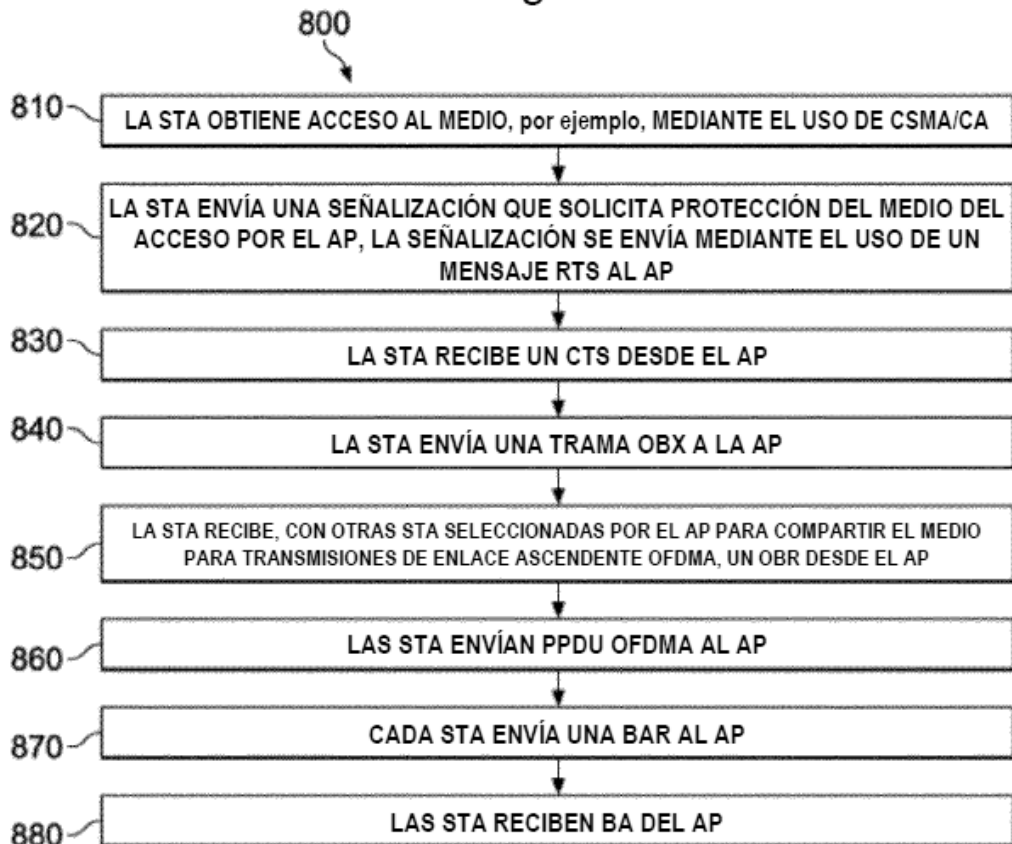 800
810
LA STA OBTIENE ACCESO AL MEDIO, por ejemplo, MEDIANTE EL USO DE CSMA/CA
820
LA STA ENVÍA UNA SEÑALIZACIÓN QUE SOLICITA PROTECCIÓN DEL MEDIO DEL
ACCESO POR EL AP, LA SEÑALIZACIÓN SE ENVÍA MEDIANTE EL USO DE UN
MENSAJE RTS AL AP
830
LA STA RECIBE UN CTS DESDE EL AP
840
LA STA ENVÍA UNA TRAMA OBX A LA AP
850
LA STA RECIBE, CON OTRAS STA SELECCIONADAS POR EL AP PARA COMPARTIR EL MEDIO
PARA TRANSMISIONES DE ENLACE ASCENDENTE OFDMA, UN OBR DESDE EL AP
860
LAS STA ENVÍAN PPDU OFDMA AL AP
870
CADA STA ENVÍA UNA BAR AL AP
880
LAS STA RECIBEN BA DEL AP